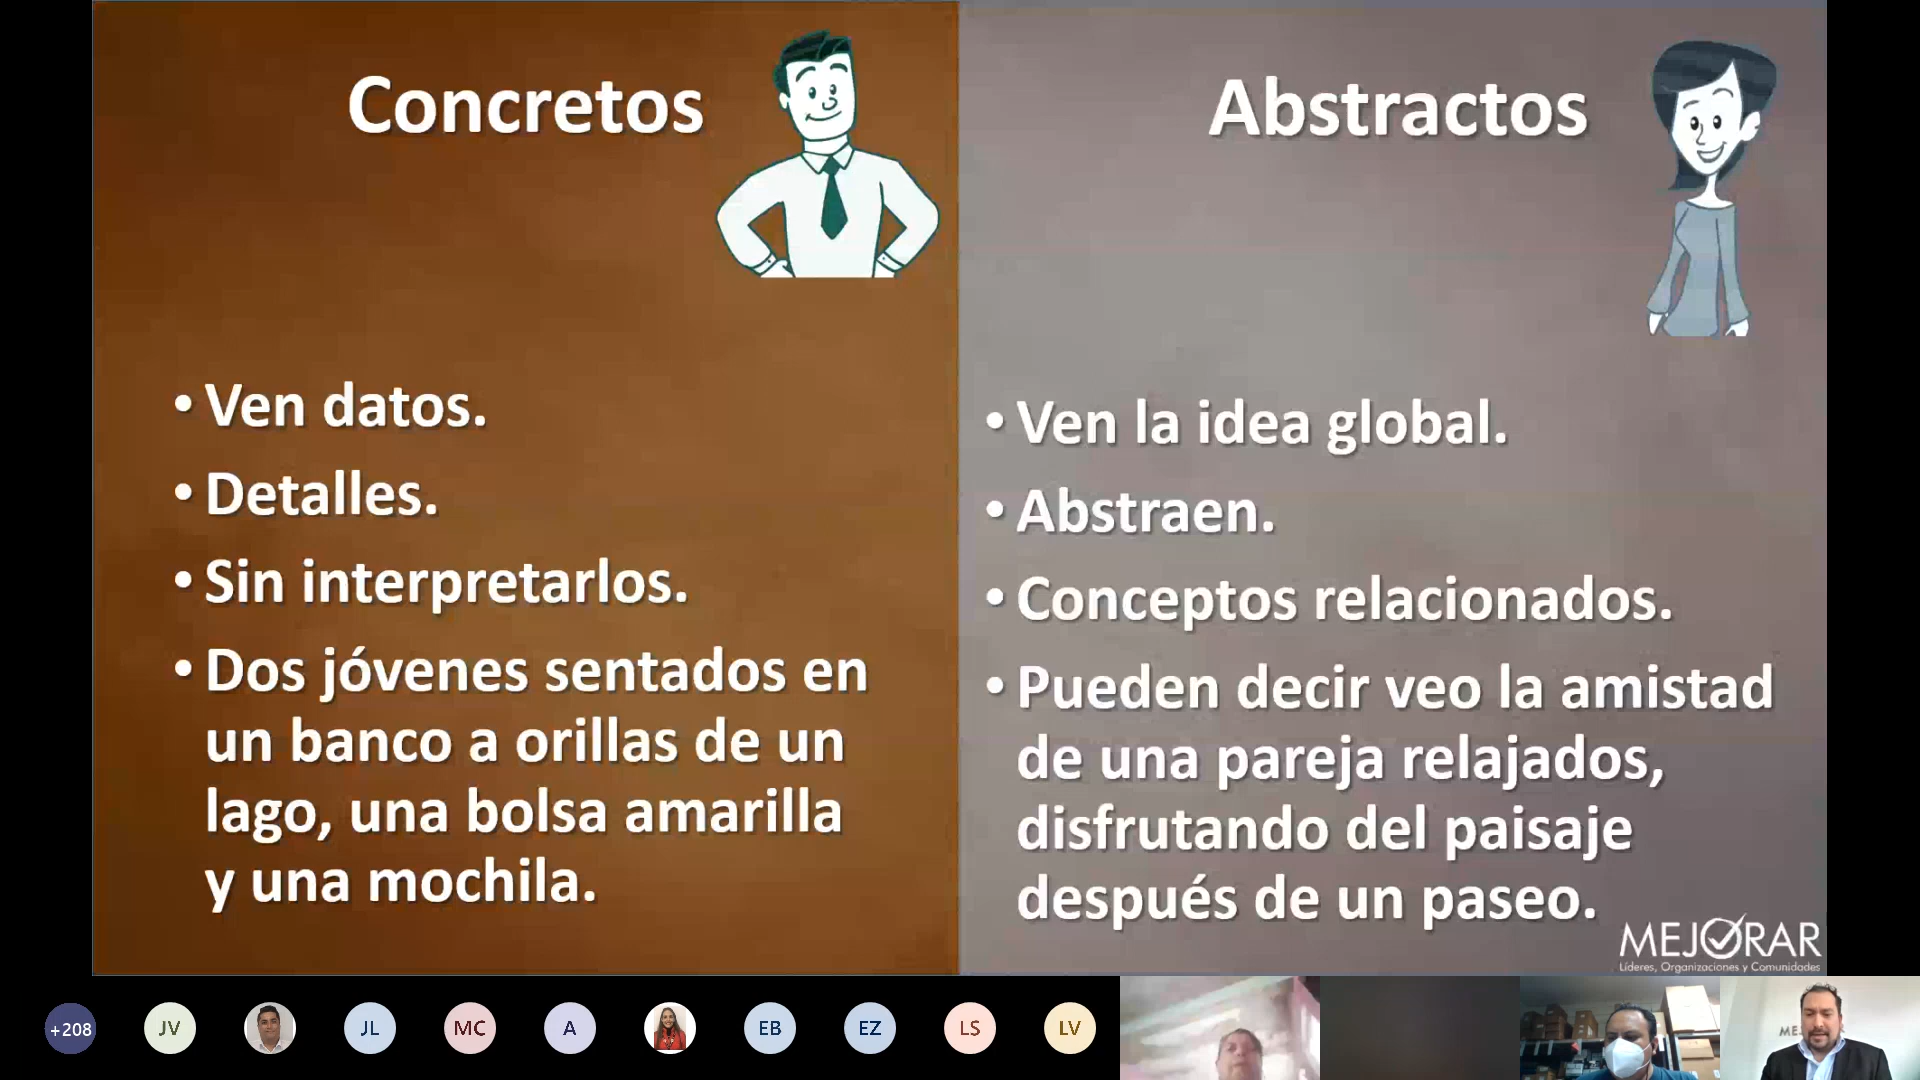 Concretos
• Ven datos.
• Detalles.
• Sin interpretarlos.
• Dos jóvenes sentados en
un banco a orillas de un
lago, una bolsa amarilla
y una mochila.
Abstractos
• Ven la idea global.
• Abstraen.
• Conceptos relacionados.
• Pueden decir veo la amistad
de una pareja relajados,
disfrutando del paisaje
después de un paseo.
MEJORAR
Líderes, Organizaciones y Comunidades
+208
JV
JL
MC
A
EB
EZ
LS
LV